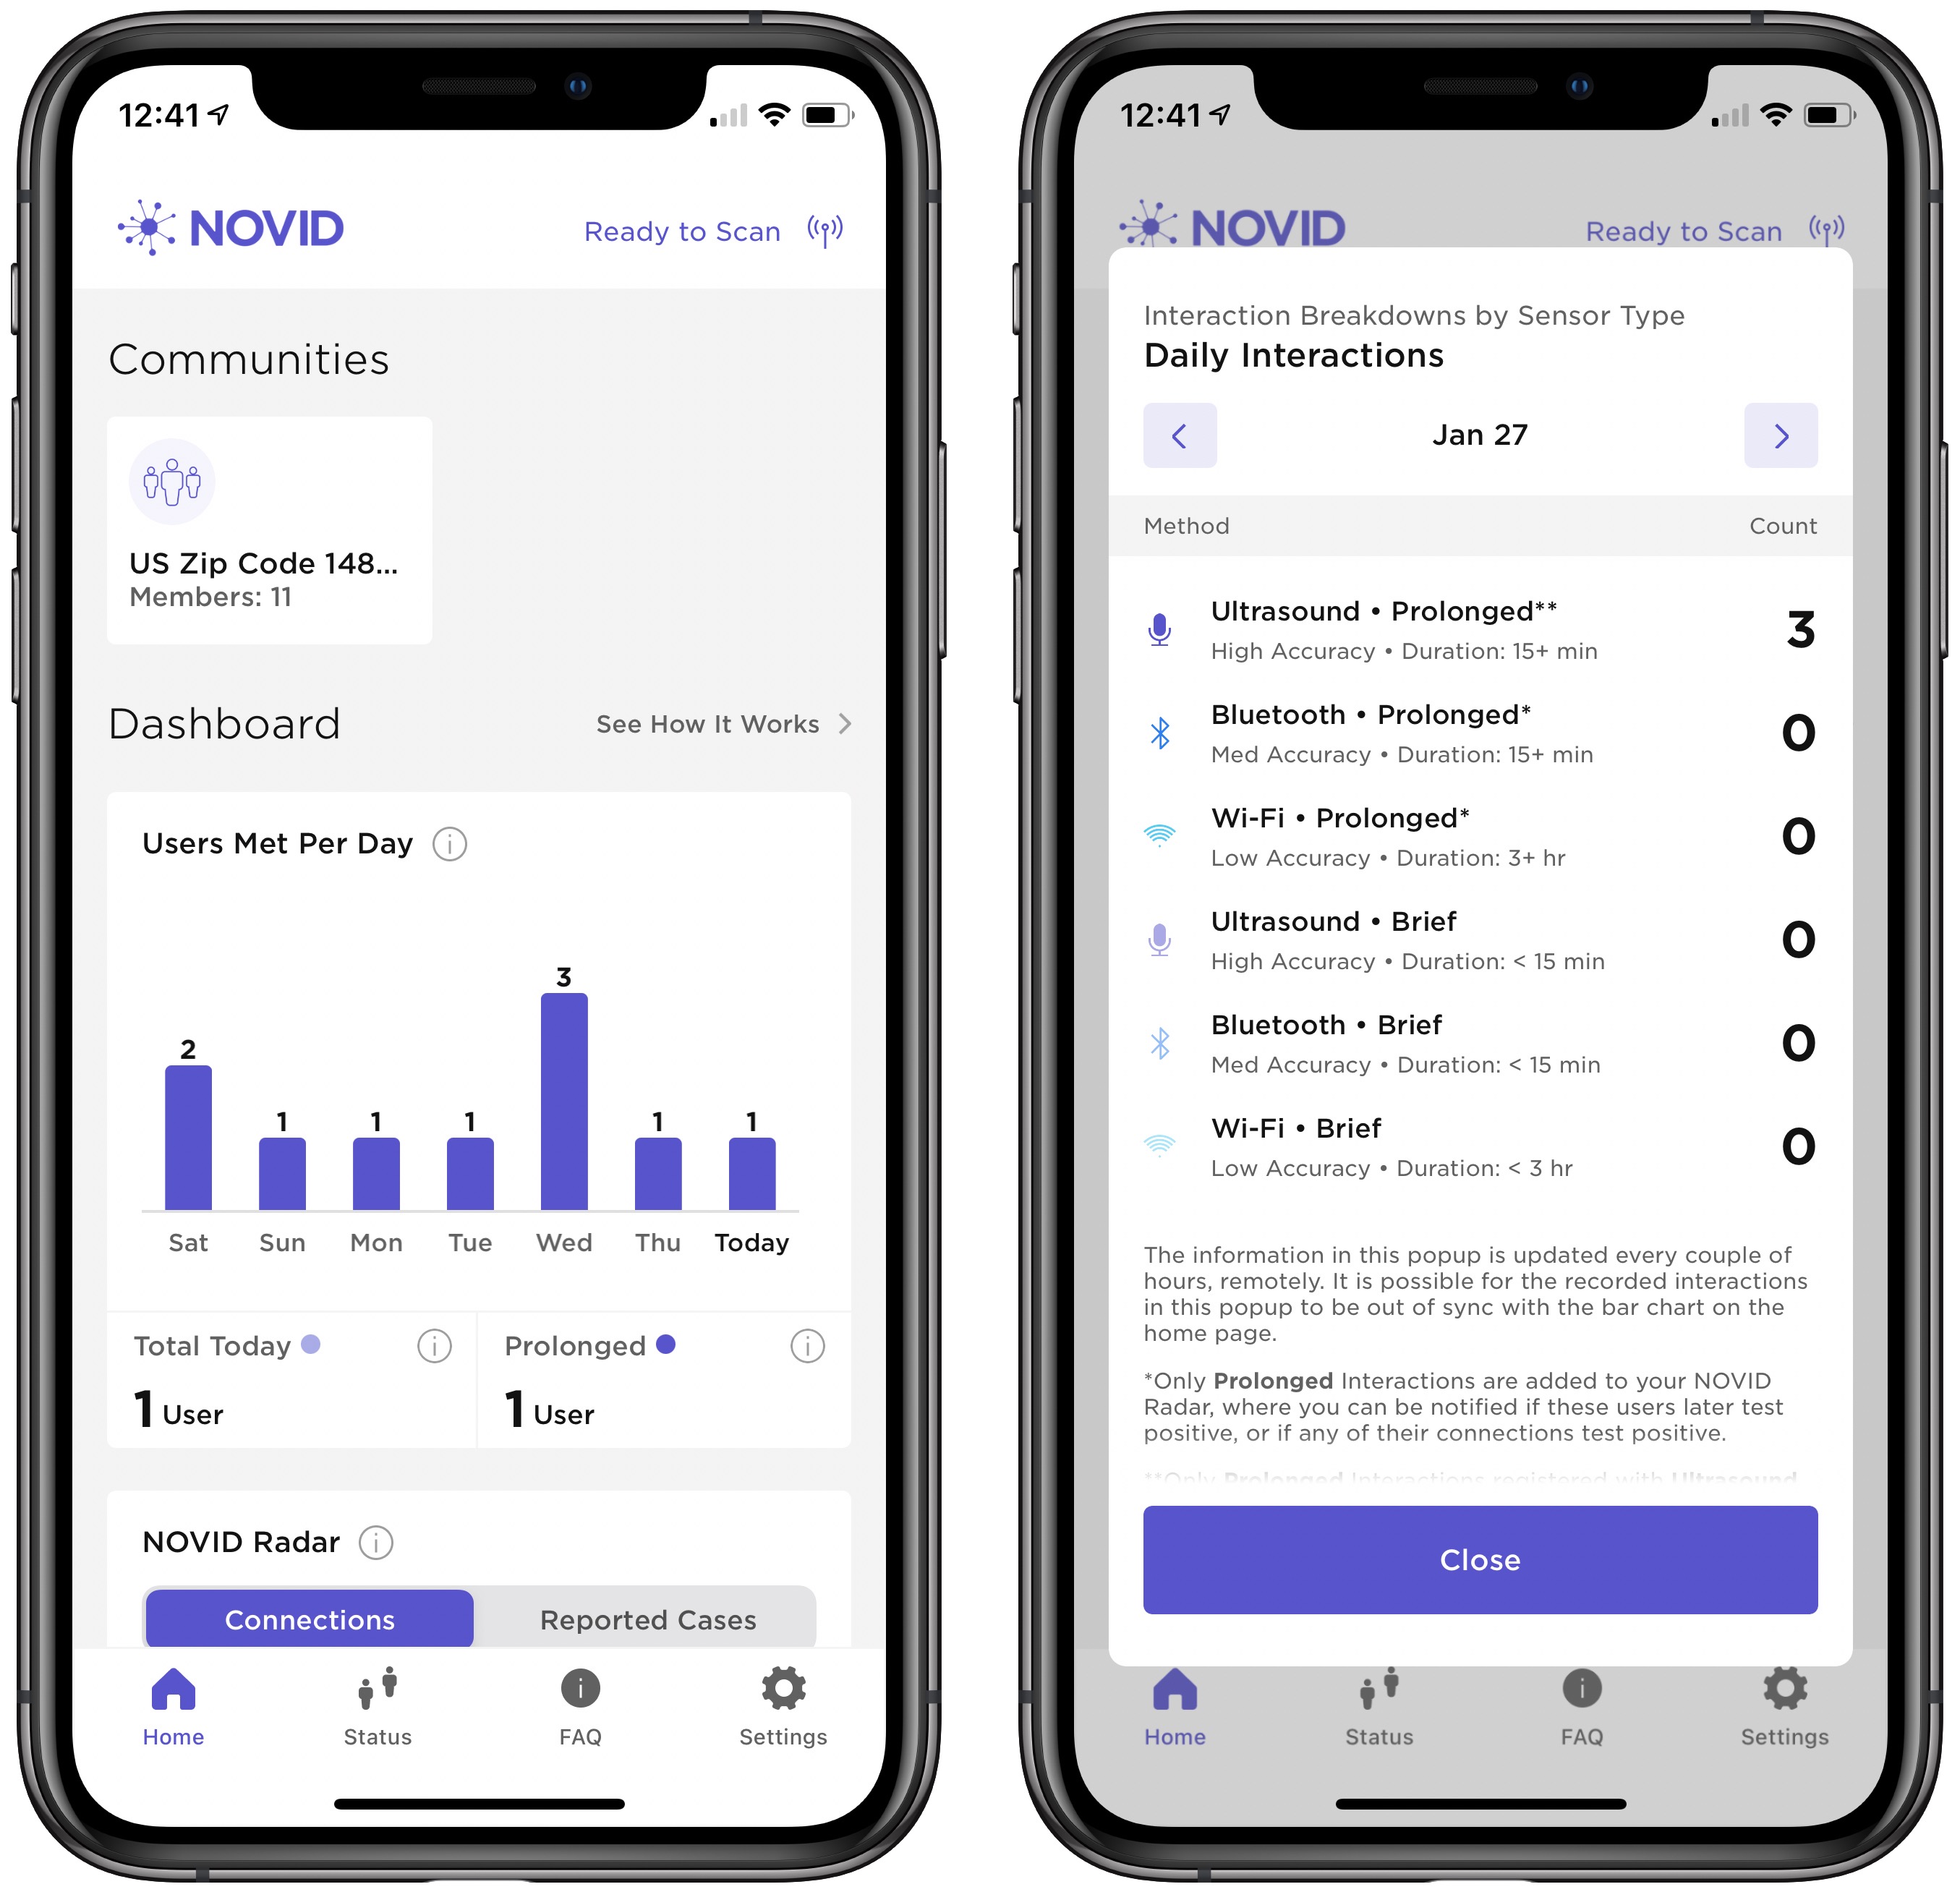 12:41
NOVID
Ready to Scan
Communities
US Zip Code 148...
Members: 11
Dashboard
See How It Works
Users Met Per Day
2
1
1
1
3
1
1
Sat
Sun
Mon
Tue
Wed
Thu
Today
Total Today
1 User
Prolonged
1 User
NOVID Radar
Connections
Reported Cases
Home
Status
FAQ
Settings
12:41
NOVID
Ready to Scan
Interaction Breakdowns by Sensor Type
Daily Interactions
Jan 27
Method
Count
Ultrasound • Prolonged**
High Accuracy • Duration: 15+ min
3
Bluetooth • Prolonged*
Med Accuracy • Duration: 15+ min
0
Wi-Fi • Prolonged*
Low Accuracy • Duration: 3+ hr
0
Ultrasound • Brief
High Accuracy • Duration: < 15 min
0
Bluetooth • Brief
Med Accuracy • Duration: < 15 min
0
Wi-Fi • Brief
Low Accuracy • Duration: < 3 hr
0
The information in this popup is updated every couple of
hours, remotely. It is possible for the recorded interactions
in this popup to be out of sync with the bar chart on the
home page.
*Only Prolonged Interactions are added to your NOVID
Radar, where you can be notified if these users later test
positive, or if any of their connections test positive.
**Only Prolonged Interactions registered with Ultrasound
Close
Home
Status
FAQ
Settings